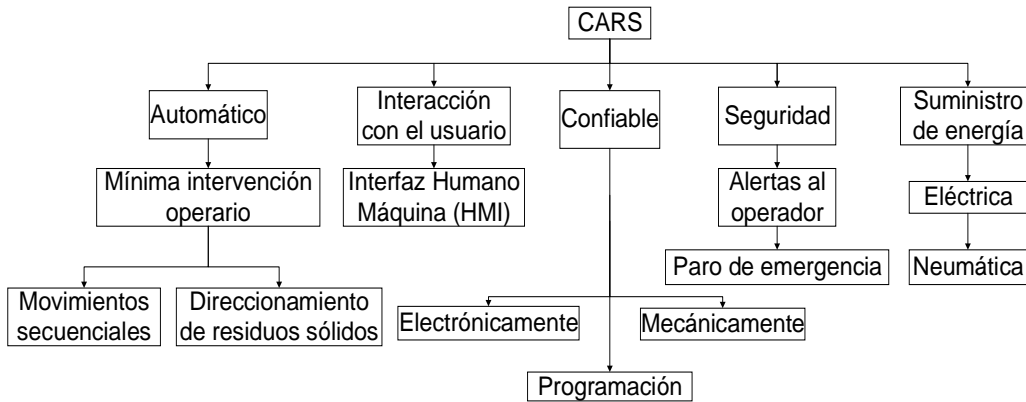 CARS
Automático
Interacción
con el usuario
Confiable
Seguridad
Suministro
de energía
Mínima intervención
operario
Interfaz Humano
Máquina (HMI)
Alertas al
operador
Eléctrica
Paro de emergencia
Neumática
Movimientos
secuenciales
Direccionamiento
de residuos sólidos
Electrónicamente
Mecánicamente
Programación